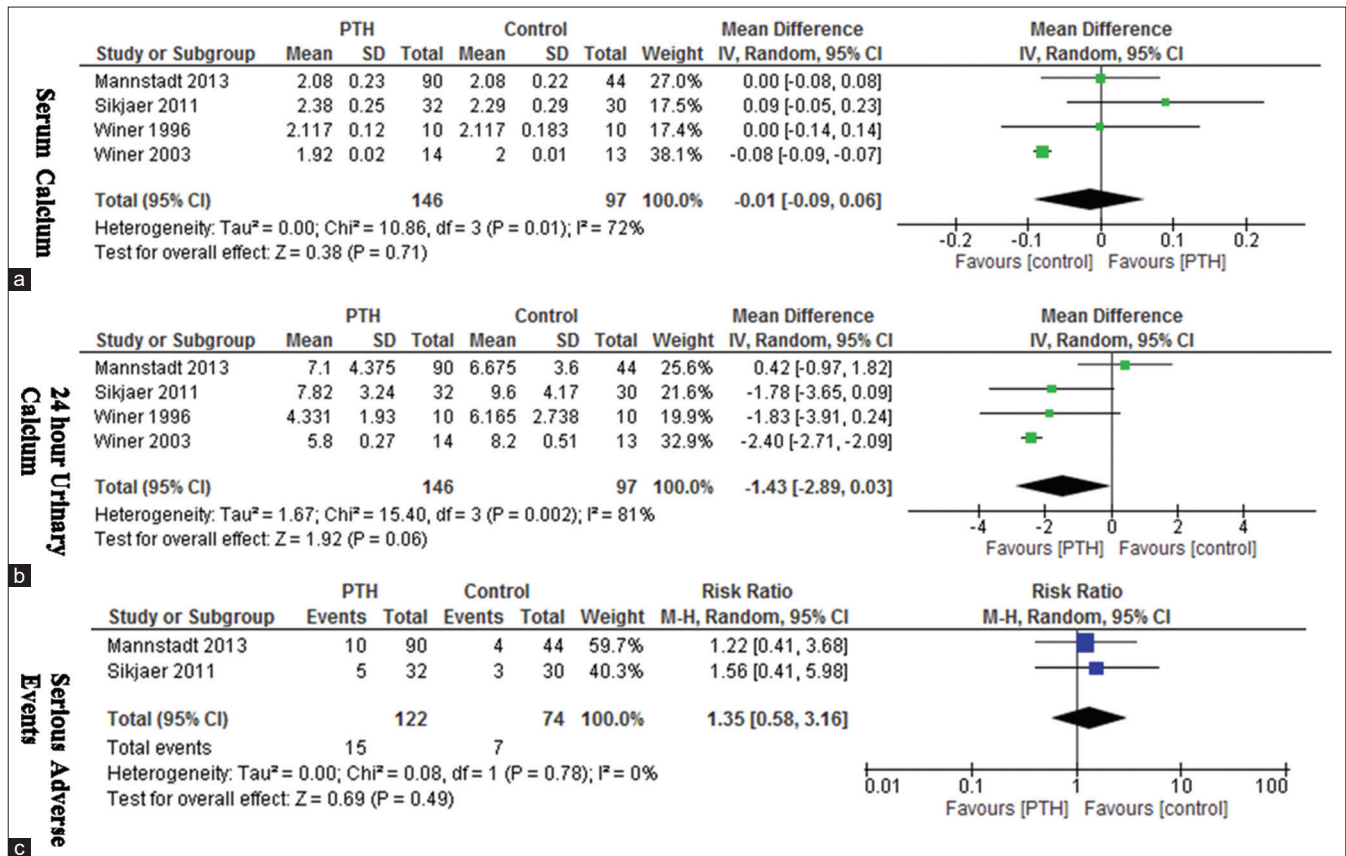 PTH Control Mean Difference Mean Difference
Study or Subgroup Mean SD Total Mean SD Total Weight IV, Random, 95% CI IV, Random, 95% CI
Mannstadt 2013 2.08 0.23 90 2.08 0.22 44 27.0% 0.00 [-0.08, 0.08]
Sikjaer 2011 2.38 0.25 32 2.29 0.29 30 17.5% 0.09 [-0.05, 0.23]
Winer 1996 2.117 0.12 10 2.117 0.183 10 17.4% 0.00 [-0.14, 0.14]
Winer 2003 1.92 0.02 14 2 0.01 13 38.1% -0.08 [-0.09, -0.07]
Total (95% CI) 146 97 100.0% -0.01 [-0.09, 0.06]
Heterogeneity: Tau² = 0.00; Chi² = 10.86, df = 3 (P = 0.01); I² = 72%
Test for overall effect: Z = 0.38 (P = 0.71)
-0.2 -0.1 0 0.1 0.2
Favours [control] Favours [PTH]
Serum Calcium
a
PTH Control Mean Difference Mean Difference
Study or Subgroup Mean SD Total Mean SD Total Weight IV, Random, 95% CI IV, Random, 95% CI
Mannstadt 2013 7.1 4.375 90 6.675 3.6 44 25.6% 0.42 [-0.97, 1.82]
Sikjaer 2011 7.82 3.24 32 9.6 4.17 30 21.6% -1.78 [-3.65, 0.09]
Winer 1996 4.331 1.93 10 6.165 2.738 10 19.9% -1.83 [-3.91, 0.24]
Winer 2003 5.8 0.27 14 8.2 0.51 13 32.9% -2.40 [-2.71, -2.09]
Total (95% CI) 146 97 100.0% -1.43 [-2.89, 0.03]
Heterogeneity: Tau² = 1.67; Chi² = 15.40, df = 3 (P = 0.002); I² = 81%
Test for overall effect: Z = 1.92 (P = 0.06)
-4 -2 0 2 4
Favours [PTH] Favours [control]
24 hour Urinary
Calcium
b
PTH Control Risk Ratio Risk Ratio
Study or Subgroup Events Total Events Total Weight M-H, Random, 95% CI M-H, Random, 95% CI
Mannstadt 2013 10 90 4 44 59.7% 1.22 [0.41, 3.68]
Sikjaer 2011 5 32 3 30 40.3% 1.56 [0.41, 5.98]
Total (95% CI) 122 74 100.0% 1.35 [0.58, 3.16]
Total events 15 7
Heterogeneity: Tau² = 0.00; Chi² = 0.08, df = 1 (P = 0.78); I² = 0%
Test for overall effect: Z = 0.69 (P = 0.49)
0.01 0.1 1 10 100
Favours [PTH] Favours [control]
Serious Adverse
Events
c